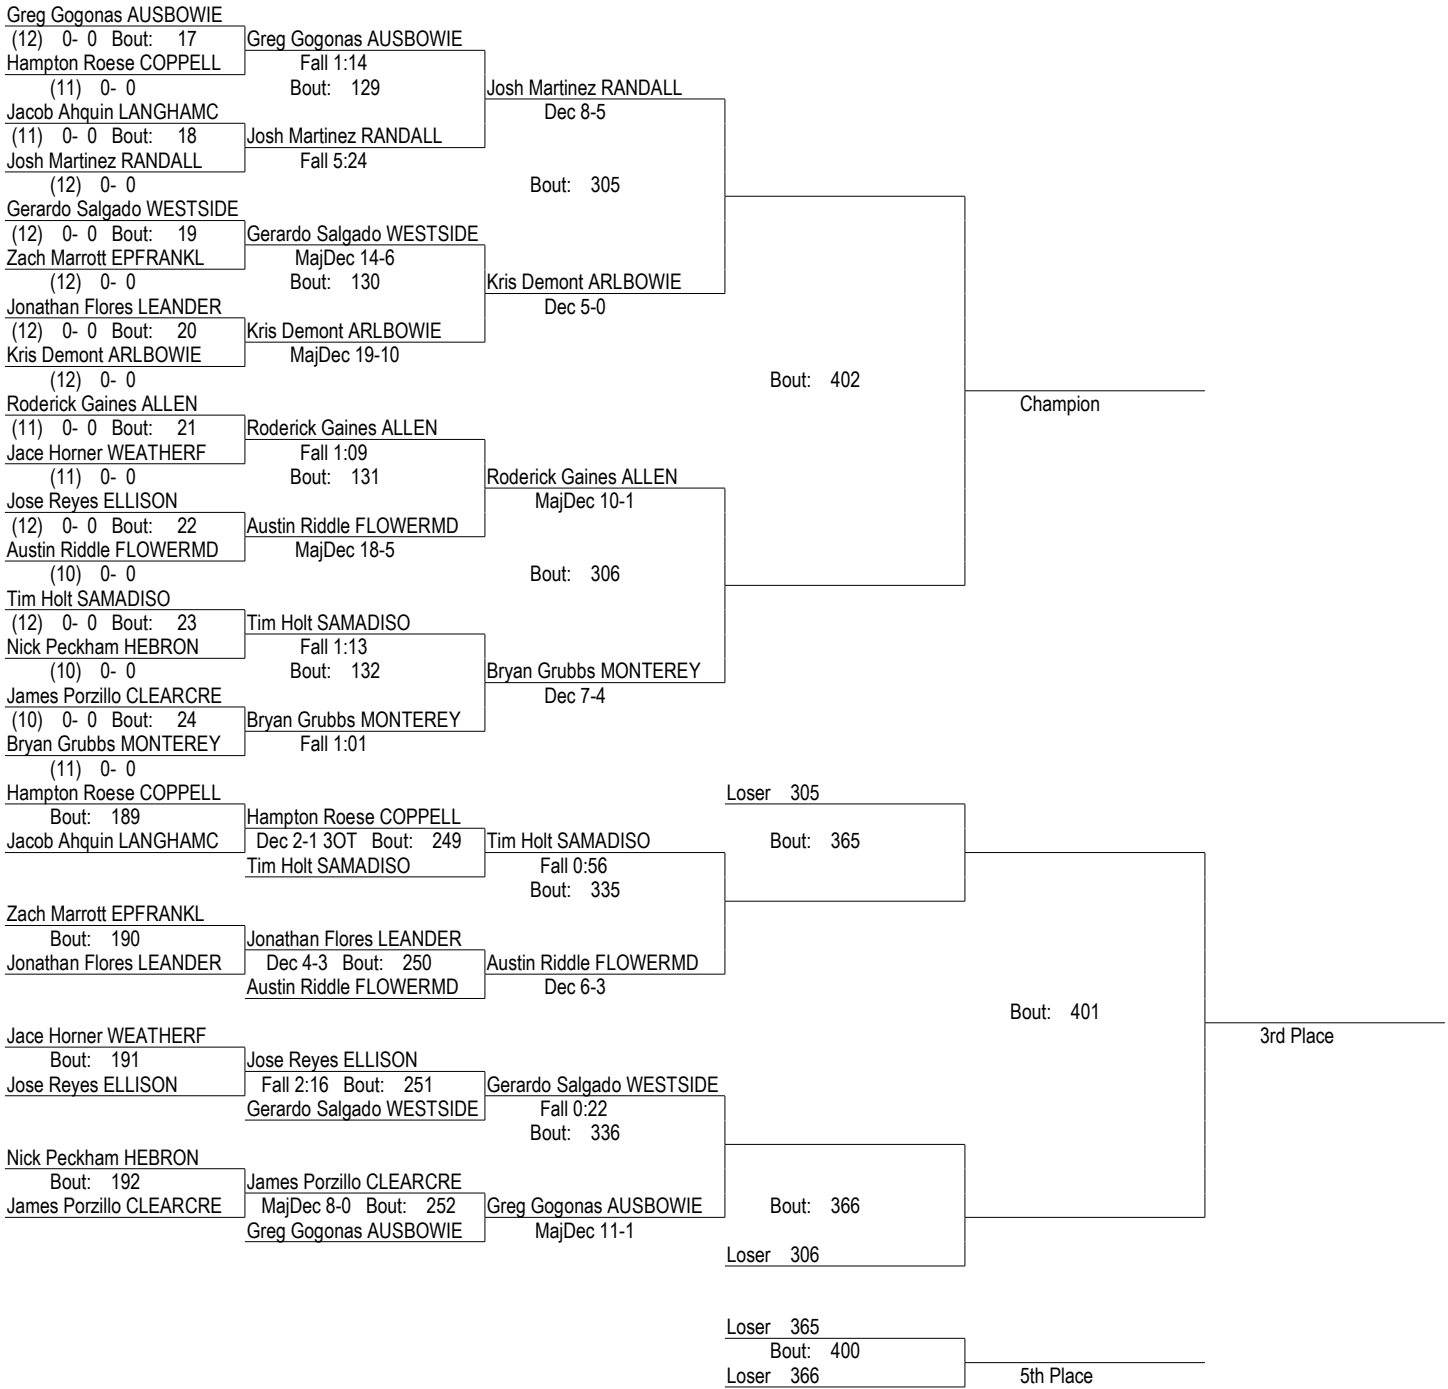 Greg Gogonas AUSBOWIE
(12) 0- 0 Bout: 17 Greg Gogonas AUSBOWIE
Hampton Roese COPPELL Fall 1:14
(11) 0- 0 Bout: 129 Josh Martinez RANDALL
Jacob Ahquin LANGHAMC Dec 8-5
(11) 0- 0 Bout: 18 Josh Martinez RANDALL
Josh Martinez RANDALL Fall 5:24
(12) 0- 0 Bout: 305
Gerardo Salgado WESTSIDE
(12) 0- 0 Bout: 19 Gerardo Salgado WESTSIDE
Zach Marrott EPFRANKL MajDec 14-6
(12) 0- 0 Bout: 130 Kris Demont ARLBOWIE
Jonathan Flores LEANDER Dec 5-0
(12) 0- 0 Bout: 20 Kris Demont ARLBOWIE
Kris Demont ARLBOWIE MajDec 19-10
(12) 0- 0 Bout: 402
Roderick Gaines ALLEN Champion
(11) 0- 0 Bout: 21 Roderick Gaines ALLEN
Jace Horner WEATHERF Fall 1:09
(11) 0- 0 Bout: 131 Roderick Gaines ALLEN
Jose Reyes ELLISON MajDec 10-1
(12) 0- 0 Bout: 22 Austin Riddle FLOWERMD
Austin Riddle FLOWERMD MajDec 18-5
(10) 0- 0 Bout: 306
Tim Holt SAMADISO
(12) 0- 0 Bout: 23 Tim Holt SAMADISO
Nick Peckham HEBRON Fall 1:13
(10) 0- 0 Bout: 132 Bryan Grubbs MONTEREY
James Porzillo CLEARCRE Dec 7-4
(10) 0- 0 Bout: 24 Bryan Grubbs MONTEREY
Bryan Grubbs MONTEREY Fall 1:01
(11) 0- 0
Hampton Roese COPPELL Loser 305
Bout: 189 Hampton Roese COPPELL
Jacob Ahquin LANGHAMC Dec 2-1 3OT Bout: 249 Tim Holt SAMADISO Bout: 365
Tim Holt SAMADISO Fall 0:56
Bout: 335
Zach Marrott EPFRANKL
Bout: 190 Jonathan Flores LEANDER
Jonathan Flores LEANDER Dec 4-3 Bout: 250 Austin Riddle FLOWERMD
Austin Riddle FLOWERMD Dec 6-3
Bout: 401
Jace Horner WEATHERF 3rd Place
Bout: 191 Jose Reyes ELLISON
Jose Reyes ELLISON Fall 2:16 Bout: 251 Gerardo Salgado WESTSIDE
Gerardo Salgado WESTSIDE Fall 0:22
Bout: 336
Nick Peckham HEBRON
Bout: 192 James Porzillo CLEARCRE
James Porzillo CLEARCRE MajDec 8-0 Bout: 252 Greg Gogonas AUSBOWIE Bout: 366
Greg Gogonas AUSBOWIE MajDec 11-1
Loser 306
Loser 365
Bout: 400
Loser 366 5th Place